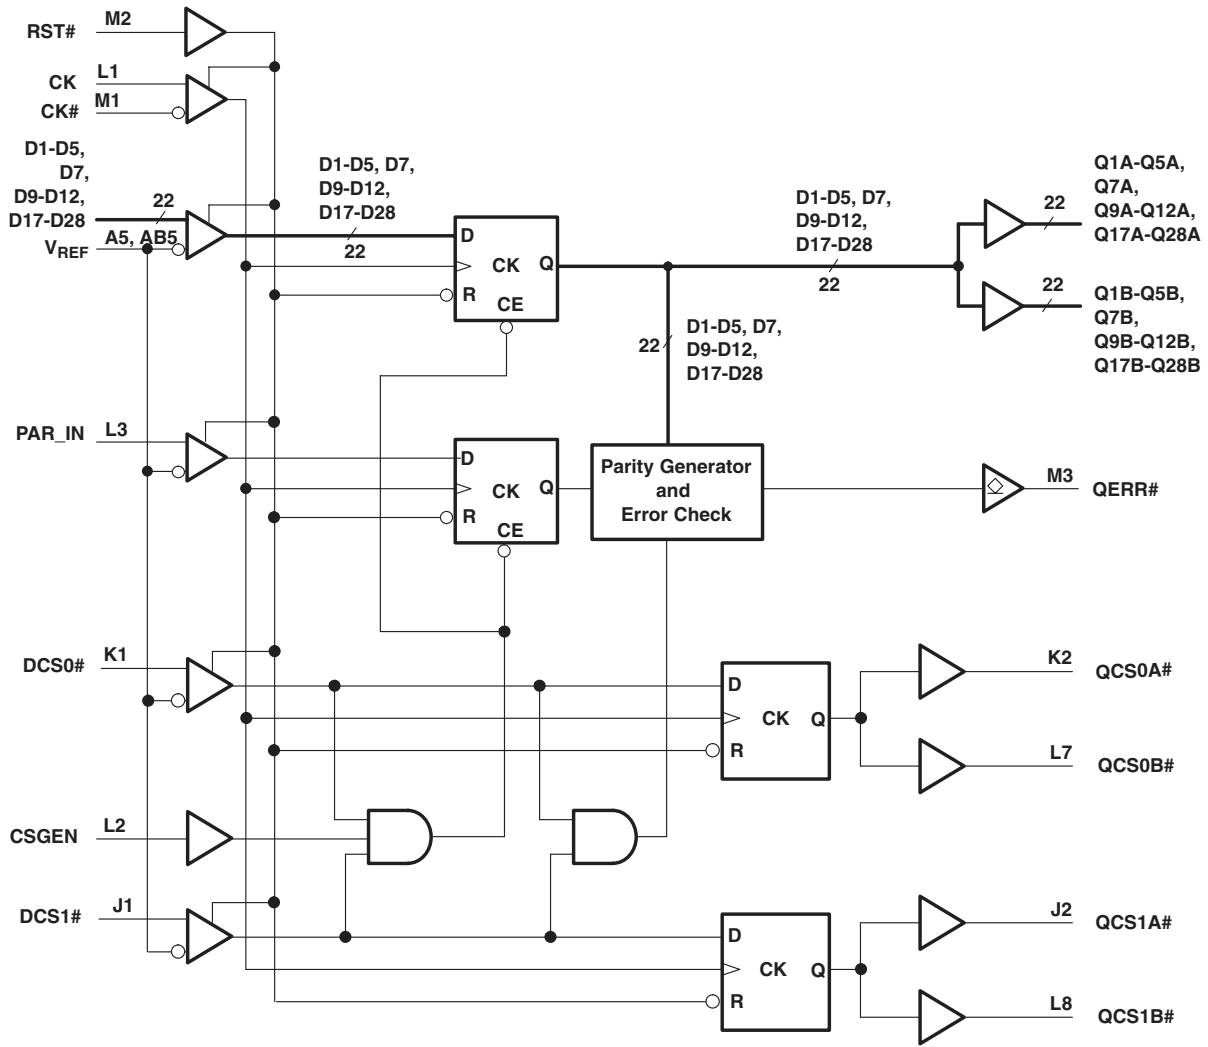 RST#
M2
CK
L1
CK#
M1
D1-D5,
D7,
D9-D12,
D17-D28
22
VREF
A5, AB5
D1-D5, D7,
D9-D12,
D17-D28
22
D
CK
Q
R
CE
D1-D5, D7,
D9-D12,
D17-D28
22
22
Q1A-Q5A,
Q7A,
Q9A-Q12A,
Q17A-Q28A
22
Q1B-Q5B,
Q7B,
Q9B-Q12B,
Q17B-Q28B
22
D1-D5, D7,
D9-D12,
D17-D28
PAR_IN
L3
D
CK
Q
R
CE
Parity Generator
and
Error Check
M3
QERR#
DCS0#
K1
D
CK
Q
R
K2
QCS0A#
L7
QCS0B#
CSGEN
L2
DCS1#
J1
D
CK
Q
R
J2
QCS1A#
L8
QCS1B#